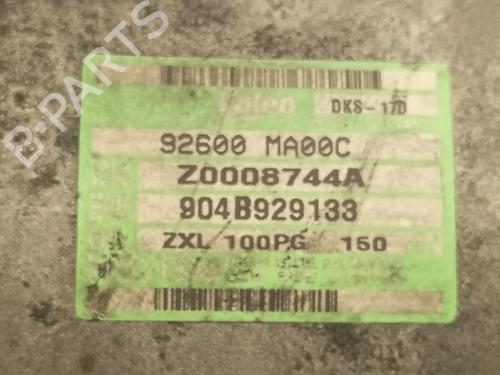 B-PARTS
Valeo
DKS-17D
92600 MA00C
Z0008744A
904B929133
ZXL 100PG 150